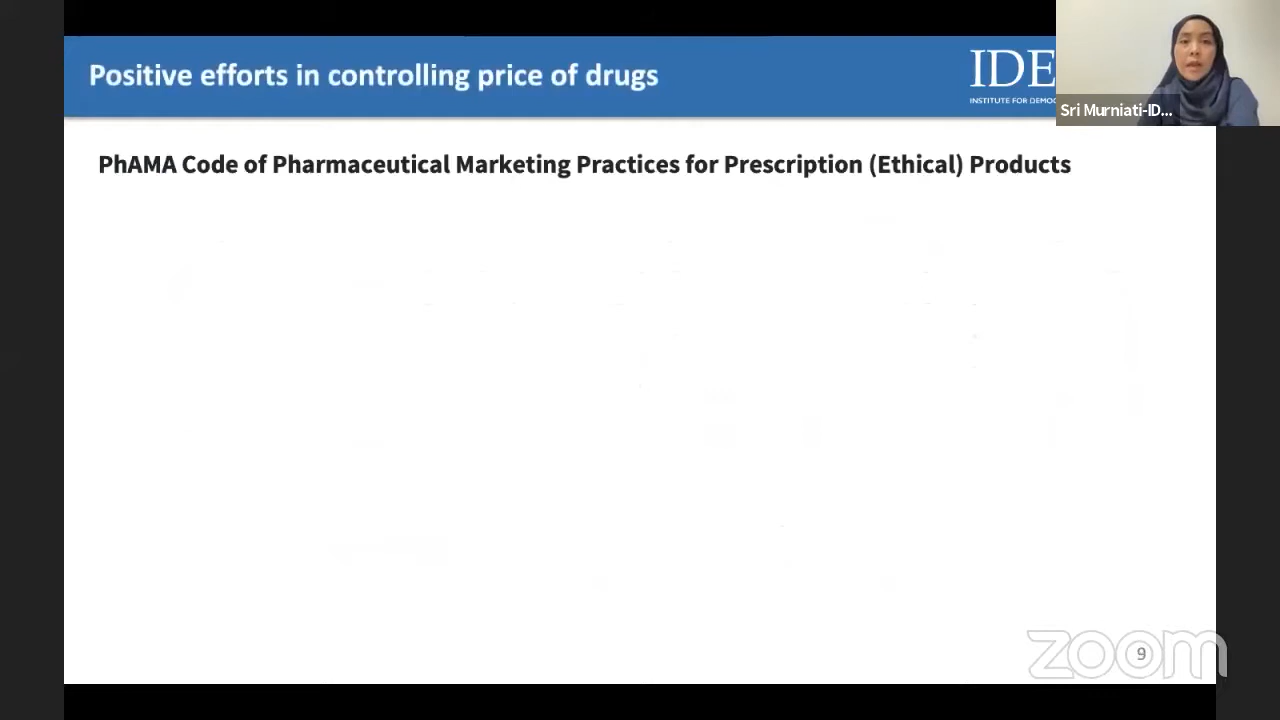 Positive efforts in controlling price of drugs
IDE
INSTITUTE FOR DEMOC
Sri Murniati-ID...
PhAMA Code of Pharmaceutical Marketing Practices for Prescription (Ethical) Products
zoom
9